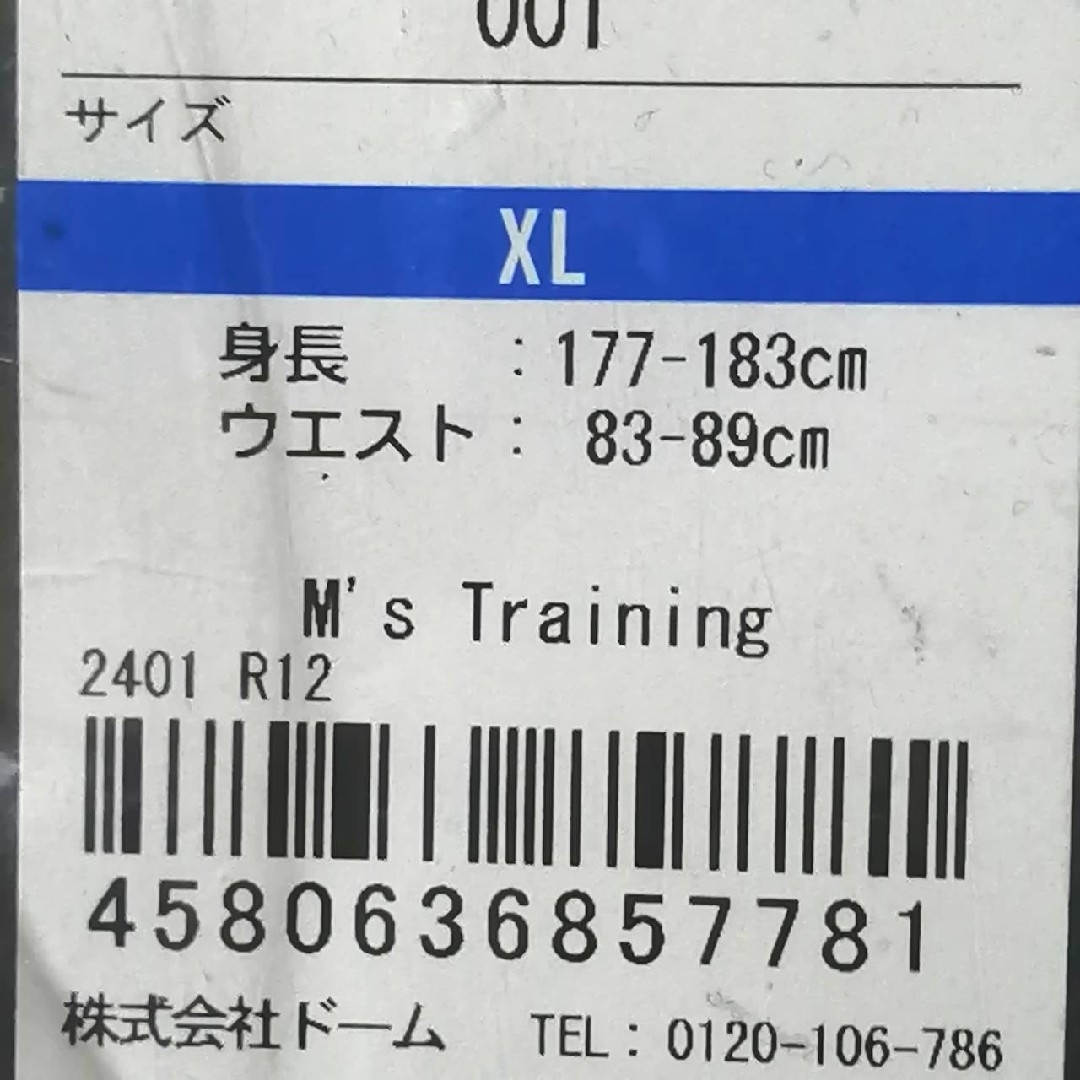 001
サイズ
XL
身長 : 177-183cm
ウエスト : 83-89cm
M's Training
2401 R12
4580636857781
株式会社ドーム TEL : 0120-106-786